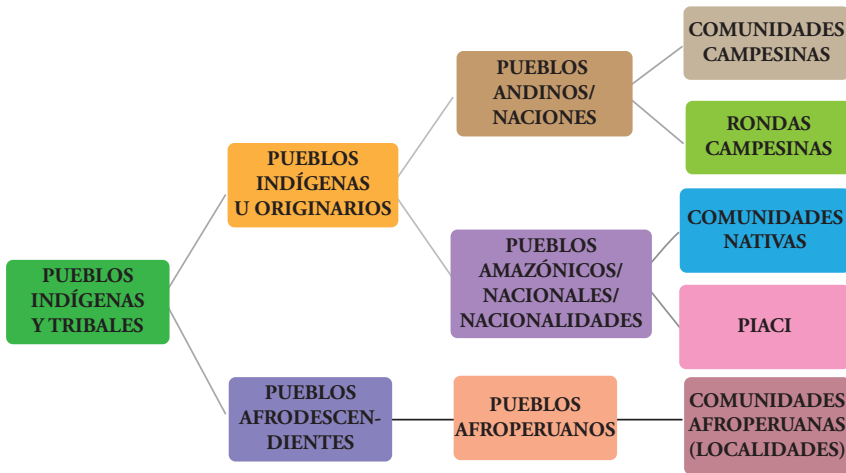 PUEBLOS
INDÍGENAS
Y TRIBALES
PUEBLOS
INDÍGENAS
U ORIGINARIOS
PUEBLOS
ANDINOS/
NACIONES
COMUNIDADES
CAMPESINAS
RONDAS
CAMPESINAS
PUEBLOS
AMAZÓNICOS/
NACIONALES/
NACIONALIDADES
COMUNIDADES
NATIVAS
PIACI
PUEBLOS
AFRODESCEN-
DIENTES
PUEBLOS
AFROPERUANOS
COMUNIDADES
AFROPERUANAS
(LOCALIDADES)